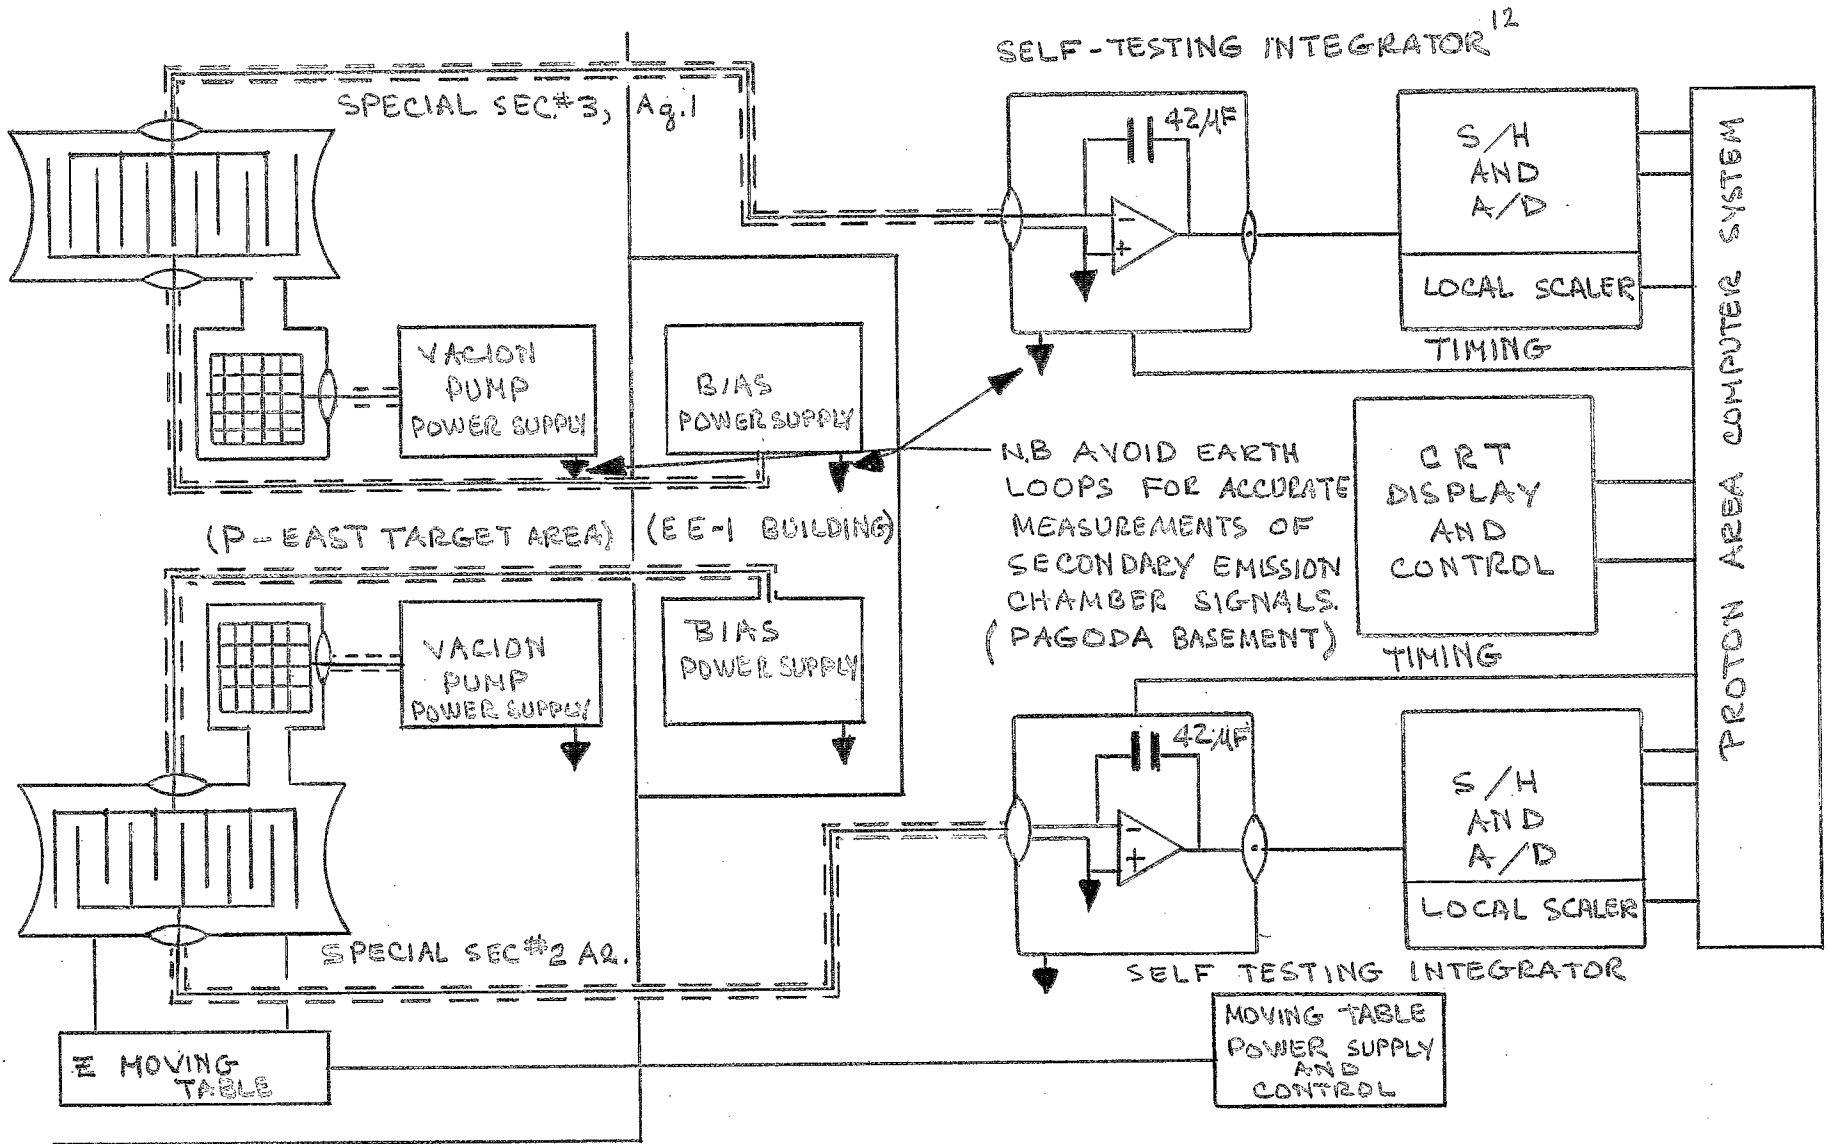 SELF-TESTING INTEGRATOR 12
SPECIAL SEC.#3, Ag.1
42µF
S/H
AND
A/D
LOCAL SCALER
TIMING
VACION
PUMP
POWER SUPPLY
BIAS
POWER SUPPLY
-
+
PROTON AREA COMPUTER SYSTEM
N.B AVOID EARTH
LOOPS FOR ACCURATE
MEASUREMENTS OF
SECONDARY EMISSION
CHAMBER SIGNALS.
(PAGODA BASEMENT)
CRT
DISPLAY
AND
CONTROL
TIMING
(P-EAST TARGET AREA)
(EE-1 BUILDING)
VACION
PUMP
POWER SUPPLY
BIAS
POWER SUPPLY
42µF
-
+
S/H
AND
A/D
LOCAL SCALER
SPECIAL SEC#2 A2.
SELF TESTING INTEGRATOR
MOVING TABLE
POWER SUPPLY
AND
CONTROL
Z MOVING
TABLE